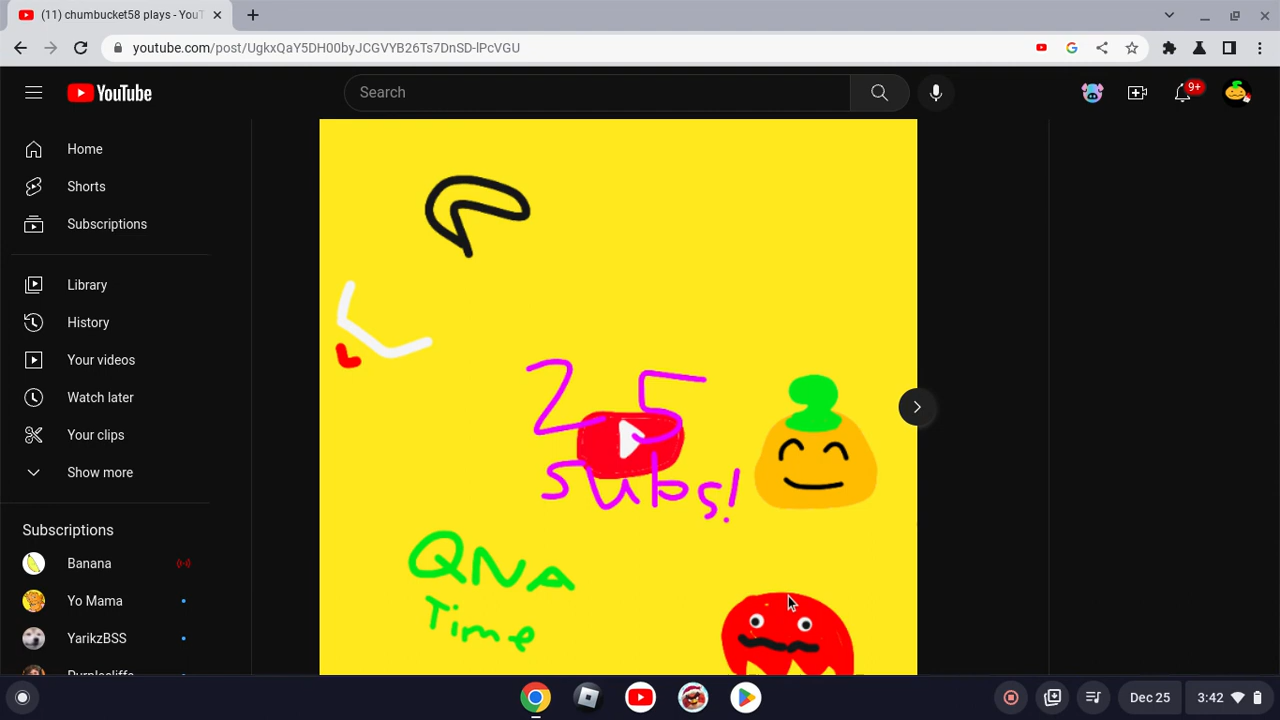 (11) chumbucket58 plays - YouT
youtube.com/post/UgkxQaY5DH00byJCGVYB26Ts7DnSD-lPcVGU
YouTube
Search
9+
Home
Shorts
Subscriptions
Library
History
Your videos
Watch later
Your clips
Show more
Subscriptions
Banana
Yo Mama
YarikzBSS
25
subs!
QNA
Time
Dec 25
3:42